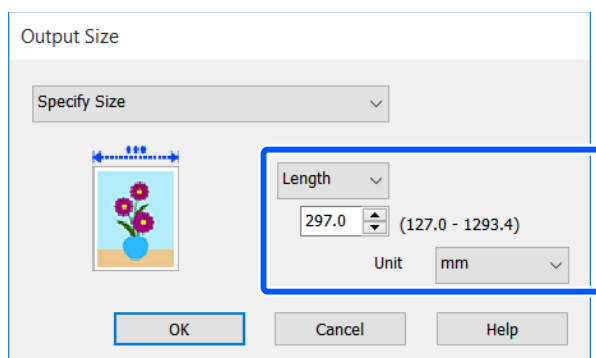 Output Size
Specify Size
Length
297.0 (127.0 - 1293.4)
Unit mm
OK Cancel Help